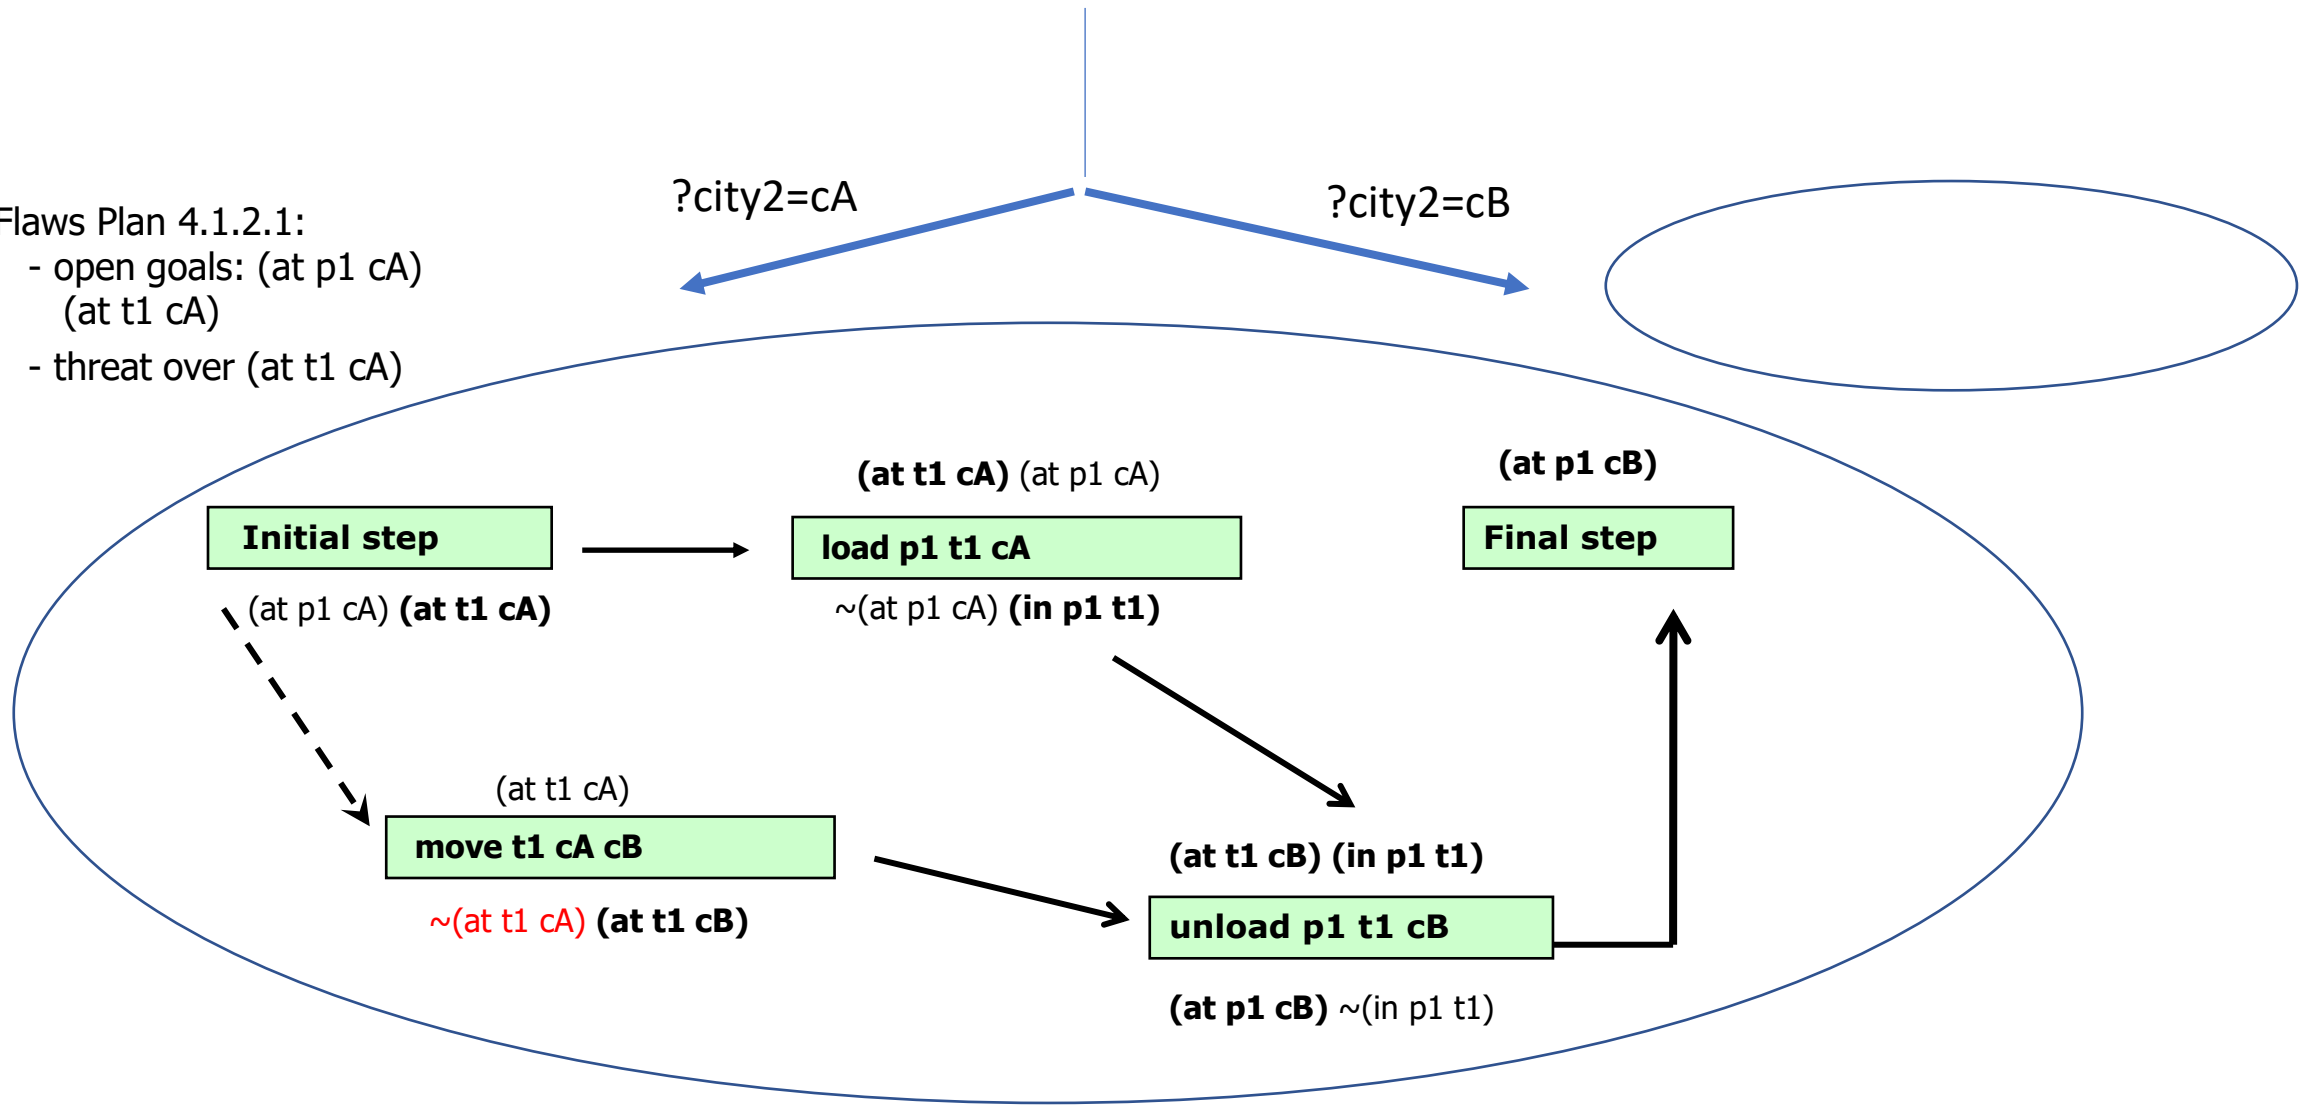 ?city2=cA
?city2=cB
Flaws Plan 4.1.2.1:
- open goals: (at p1 cA)
(at t1 cA)
- threat over (at t1 cA)
(at t1 cA) (at p1 cA)
(at p1 cB)
Initial step
load p1 t1 cA
Final step
(at p1 cA) (at t1 cA)
~(at p1 cA) (in p1 t1)
(at t1 cA)
move t1 cA cB
(at t1 cB) (in p1 t1)
~(at t1 cA) (at t1 cB)
unload p1 t1 cB
(at p1 cB) ~(in p1 t1)